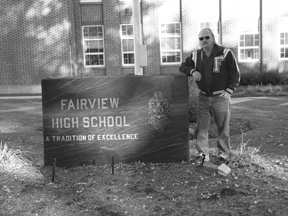 FAIRVIEW
HIGH SCHOOL
A TRADITION OF EXCELLENCE